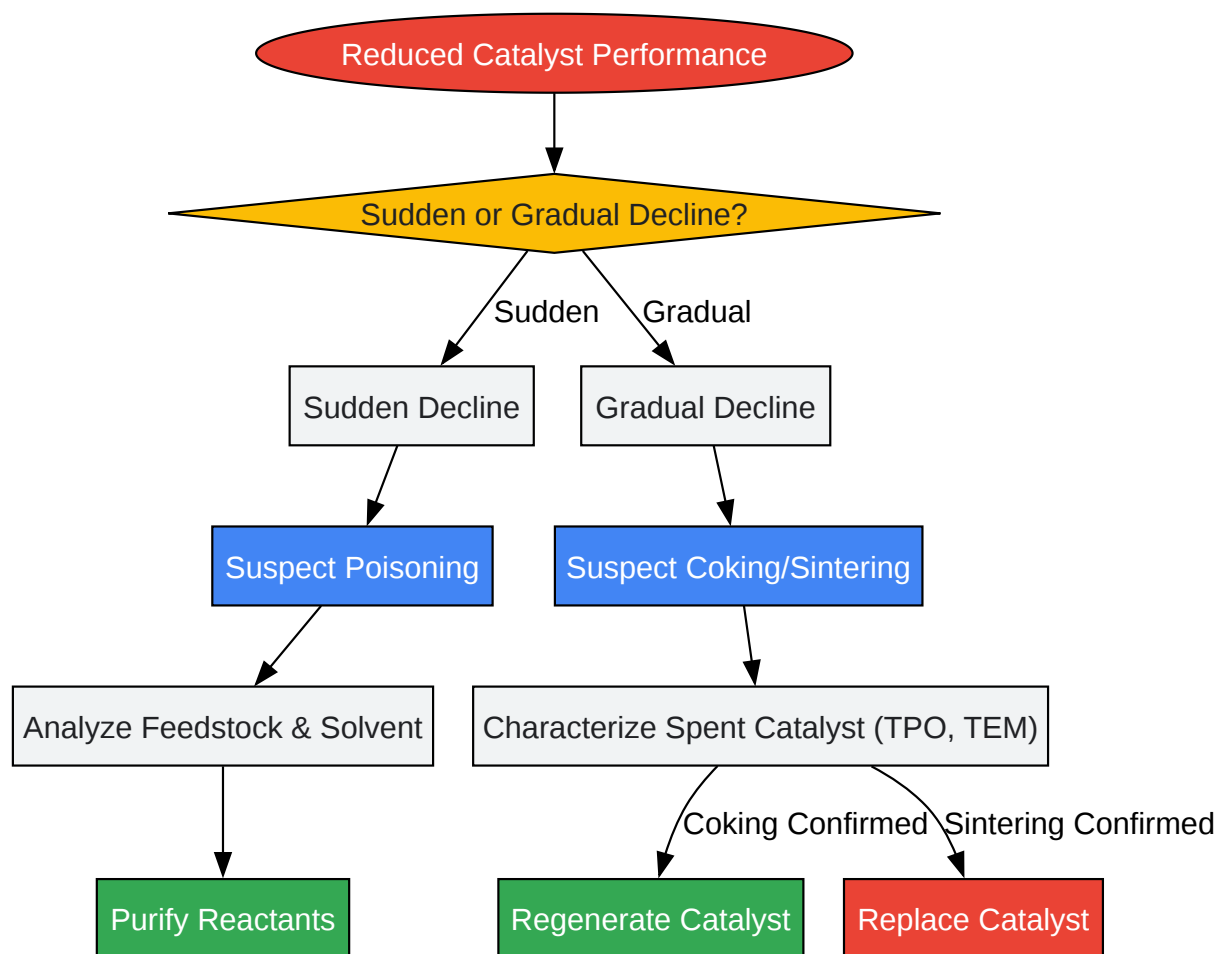 Reduced Catalyst Performance
Sudden or Gradual Decline?
Sudden
Gradual
Sudden Decline
Gradual Decline
Suspect Poisoning
Suspect Coking/Sintering
Analyze Feedstock & Solvent
Characterize Spent Catalyst (TPO, TEM)
Coking Confirmed
Sintering Confirmed
Purify Reactants
Regenerate Catalyst
Replace Catalyst